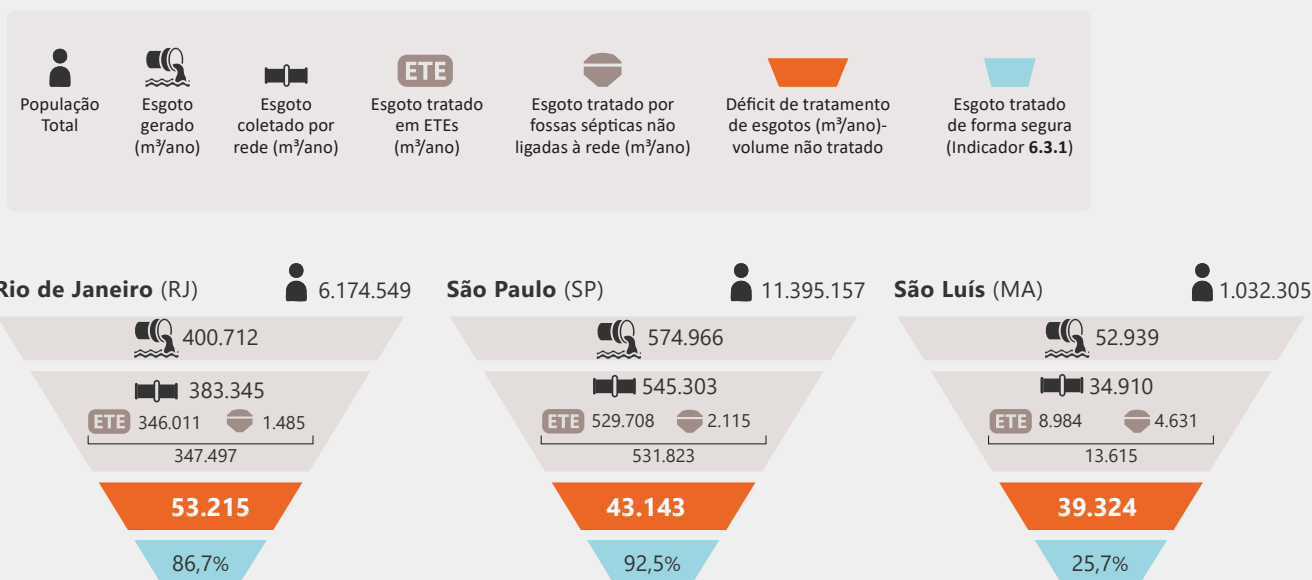 População
Total
Esgoto
gerado
(m³/ano)
Esgoto
coletado por
rede (m³/ano)
ETE
Esgoto tratado
em ETEs
(m³/ano)
Esgoto tratado por
fossas sépticas não
ligadas à rede (m³/ano)
Déficit de tratamento
de esgotos (m³/ano)-
volume não tratado
Esgoto tratado
de forma segura
(Indicador 6.3.1)
Rio de Janeiro (RJ) 6.174.549
400.712
383.345
ETE 346.011 1.485
347.497
53.215
86,7%
São Paulo (SP) 11.395.157
574.966
545.303
ETE 529.708 2.115
531.823
43.143
92,5%
São Luís (MA) 1.032.305
52.939
34.910
ETE 8.984 4.631
13.615
39.324
25,7%